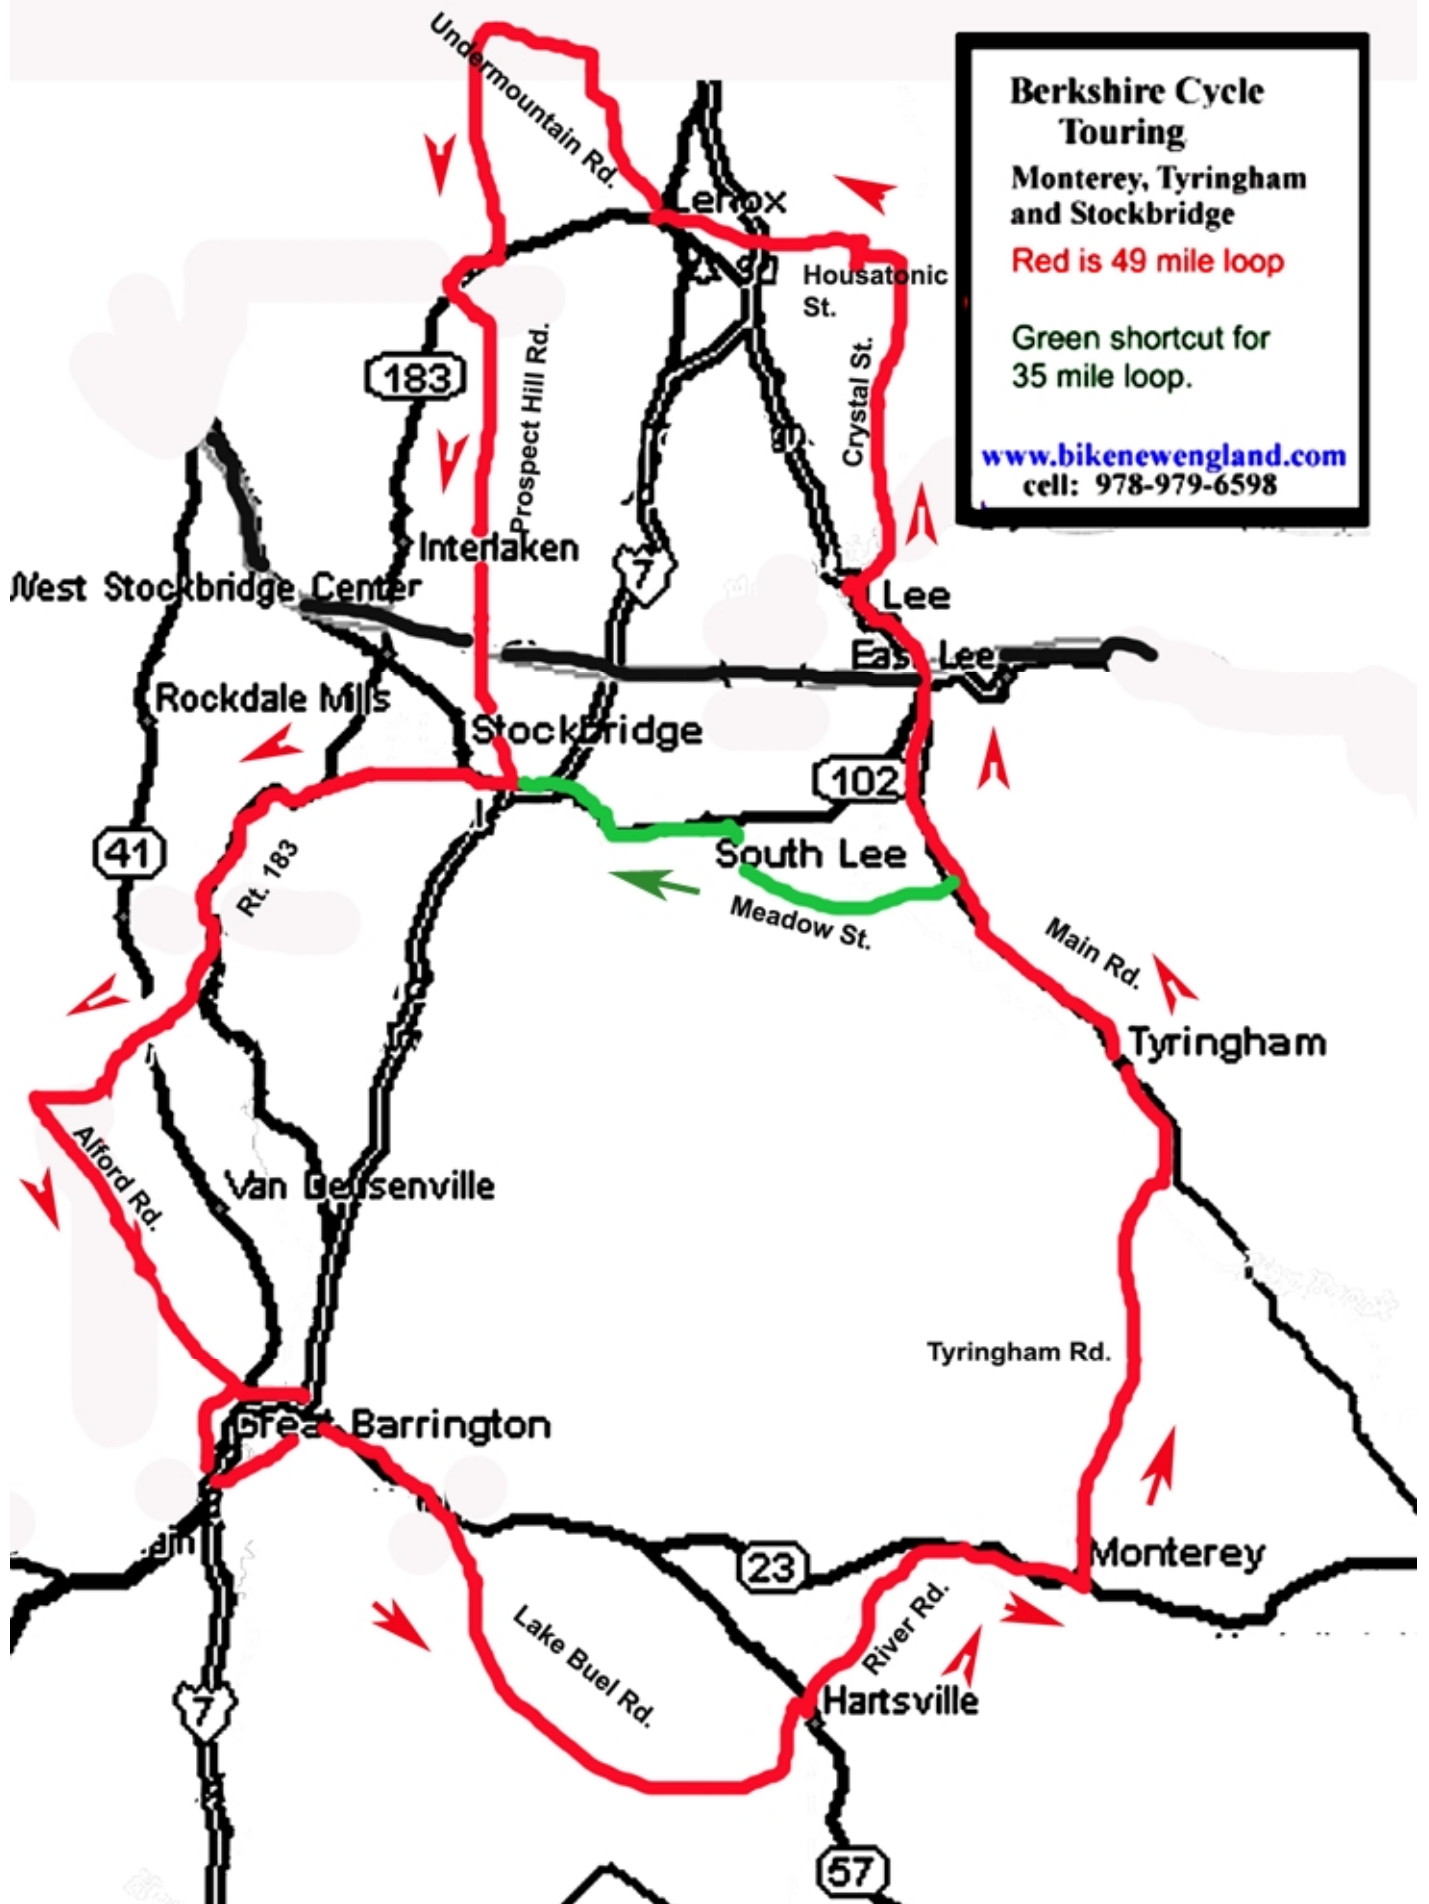 Undermountain Rd.
Berkshire Cycle
Touring
Monterey, Tyringham
and Stockbridge
Red is 49 mile loop
Green shortcut for
35 mile loop.
www.bikenewengland.com
cell: 978-979-6598
Lenox
Housatonic
St.
183
Prospect Hill Rd.
Crystal St.
Interlaken
7
West Stockbridge Center
Lee
East Lee
Rockdale Mills
Stockbridge
102
41
South Lee
Rt. 183
Meadow St.
Main Rd.
Tyringham
Alford Rd.
Van Deusenville
Tyringham Rd.
Great Barrington
23
Monterey
River Rd.
Lake Buel Rd.
Hartsville
7
57